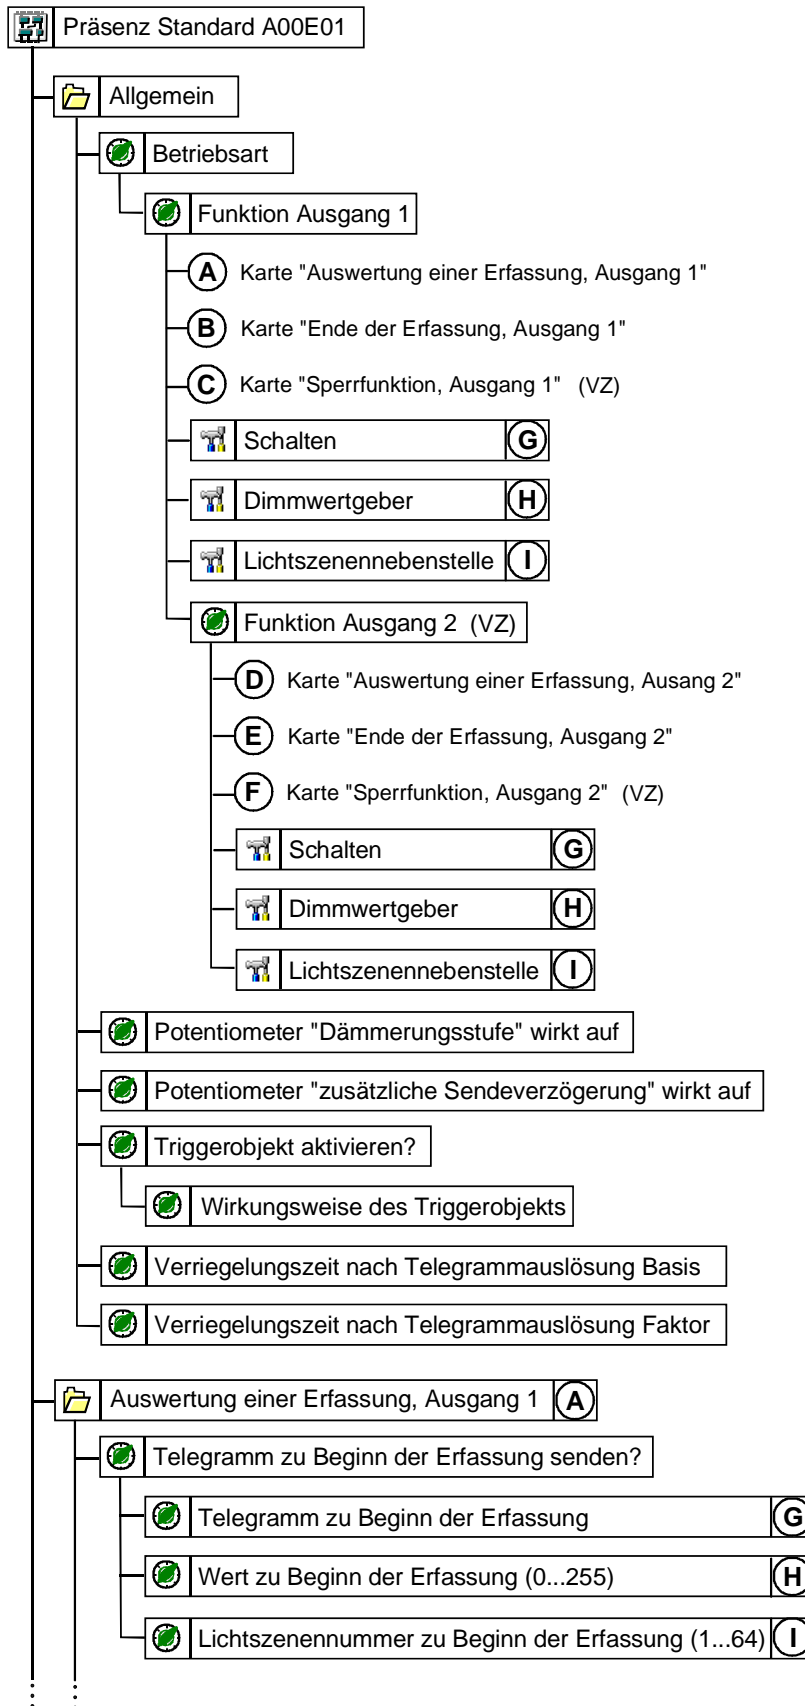 Präsenz Standard A00E01
Allgemein
Betriebsart
Funktion Ausgang 1
A Karte "Auswertung einer Erfassung, Ausgang 1"
B Karte "Ende der Erfassung, Ausgang 1"
C Karte "Sperrfunktion, Ausgang 1" (VZ)
Schalten G
Dimmwertgeber H
Lichtszenennebenstelle I
Funktion Ausgang 2 (VZ)
D Karte "Auswertung einer Erfassung, Ausang 2"
E Karte "Ende der Erfassung, Ausgang 2"
F Karte "Sperrfunktion, Ausgang 2" (VZ)
Schalten G
Dimmwertgeber H
Lichtszenennebenstelle I
Potentiometer "Dämmerungsstufe" wirkt auf
Potentiometer "zusätzliche Sendeverzögerung" wirkt auf
Triggerobjekt aktivieren?
Wirkungsweise des Triggerobjekts
Verriegelungszeit nach Telegrammauslösung Basis
Verriegelungszeit nach Telegrammauslösung Faktor
Auswertung einer Erfassung, Ausgang 1 A
Telegramm zu Beginn der Erfassung senden?
Telegramm zu Beginn der Erfassung G
Wert zu Beginn der Erfassung (0...255) H
Lichtszenennummer zu Beginn der Erfassung (1...64) I